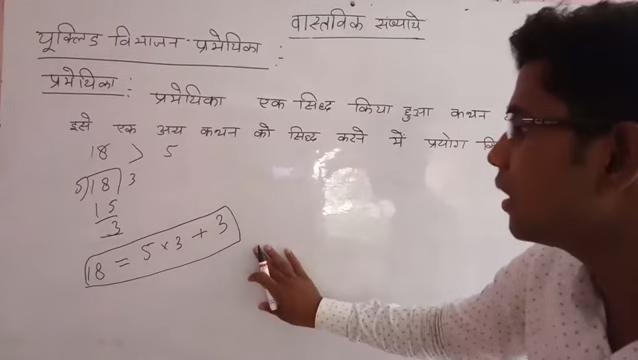 वास्तविक संख्याये
यूक्लिड विभाजन-प्रमेयिका :-
प्रमेयिका : प्रमेयिका एक सिद्ध किया हुआ कथन
इसे एक अन्य कथन को सिद्ध करने में प्रयोग
18 > 5
5)18(3
15
3
18 = 5 × 3 + 3